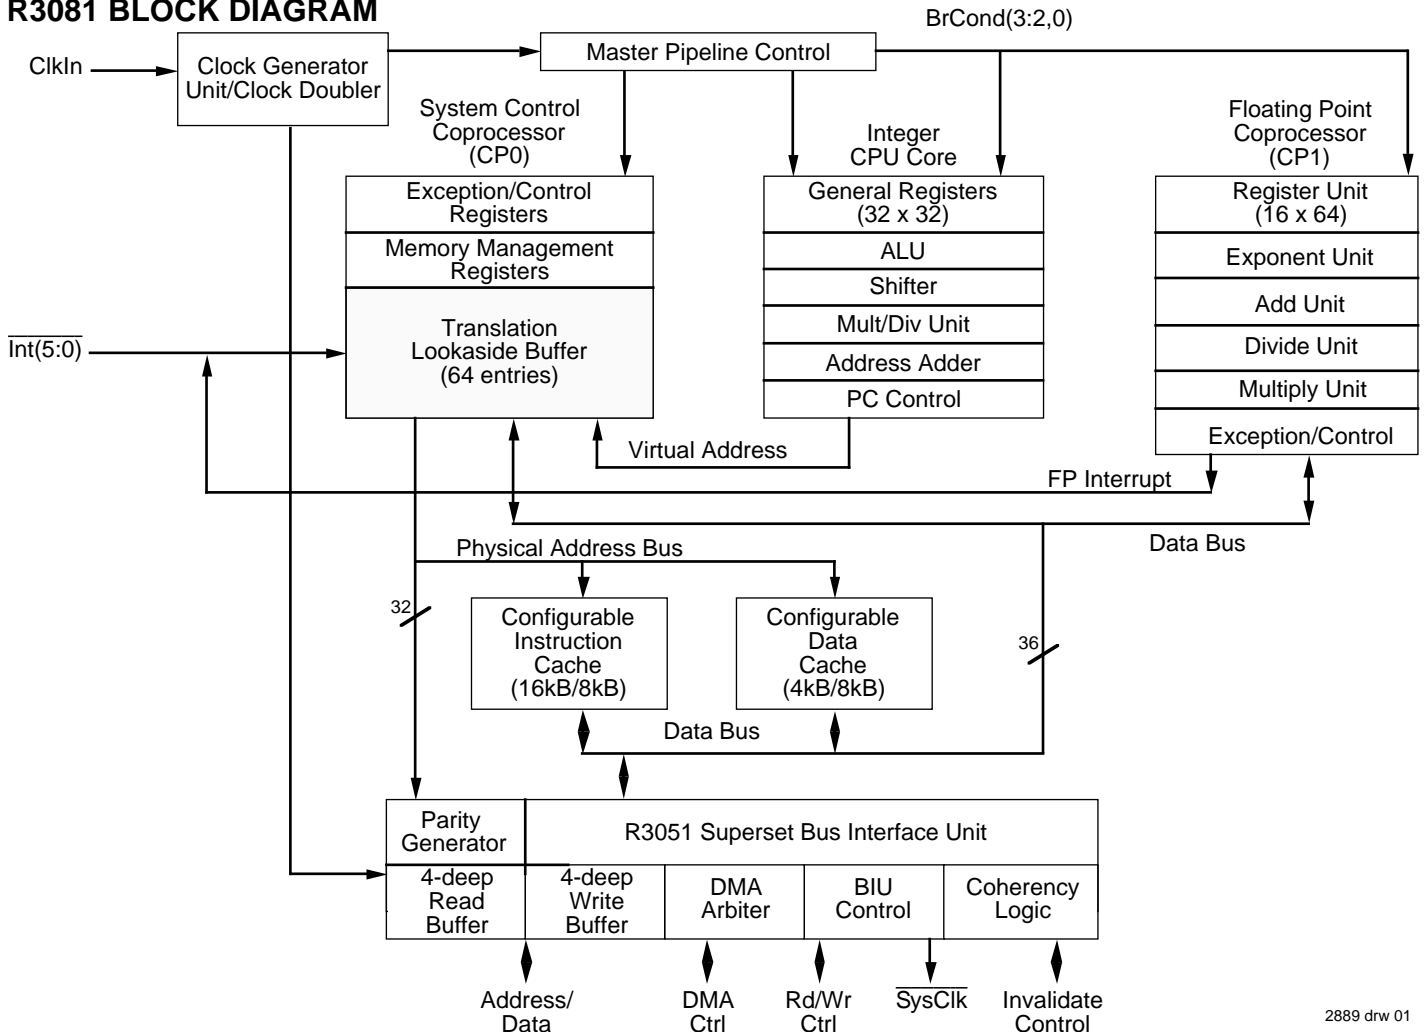 R3081 BLOCK DIAGRAM
BrCond(3:2,0)
ClkIn
Clock Generator
Unit/Clock Doubler
Master Pipeline Control
System Control
Coprocessor
(CP0)
Integer
CPU Core
Floating Point
Coprocessor
(CP1)
Exception/Control
Registers
Memory Management
Registers
Translation
Lookaside Buffer
(64 entries)
General Registers
(32 x 32)
ALU
Shifter
Mult/Div Unit
Address Adder
PC Control
Register Unit
(16 x 64)
Exponent Unit
Add Unit
Divide Unit
Multiply Unit
Exception/Control
Int(5:0)
Virtual Address
FP Interrupt
Data Bus
Physical Address Bus
32
Configurable
Instruction
Cache
(16kB/8kB)
Configurable
Data
Cache
(4kB/8kB)
36
Data Bus
Parity
Generator
R3051 Superset Bus Interface Unit
4-deep
Read
Buffer
4-deep
Write
Buffer
DMA
Arbiter
BIU
Control
Coherency
Logic
Address/
Data
DMA
Ctrl
Rd/Wr
Ctrl
SysClk
Invalidate
Control
2889 drw 01